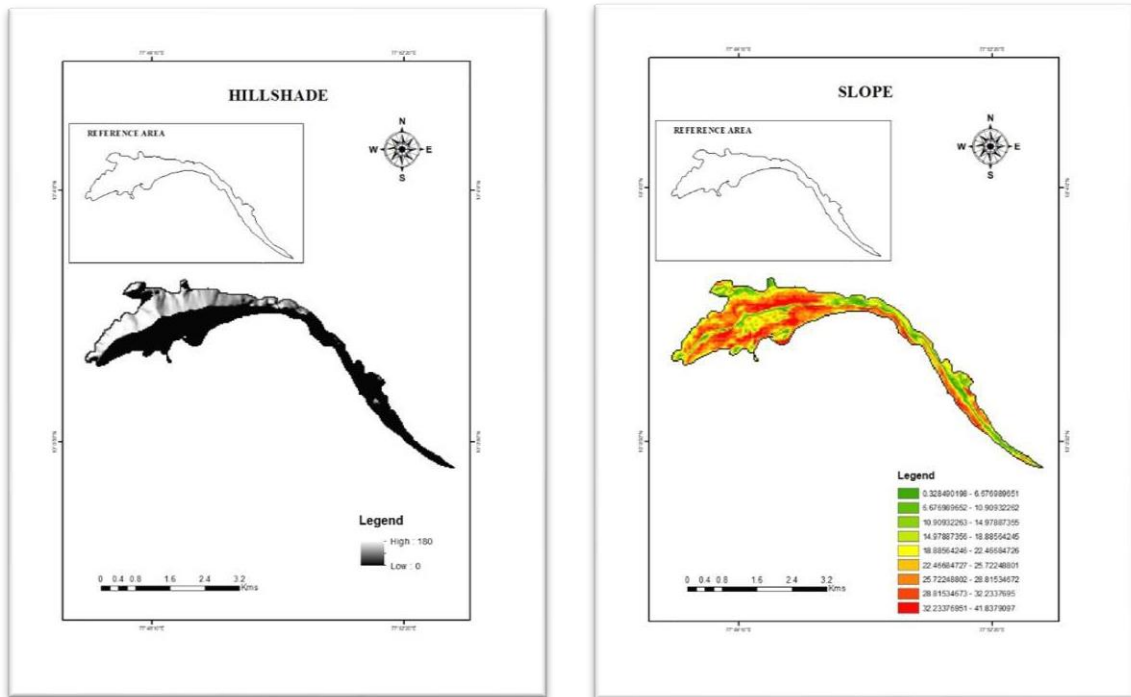 HILLSHADE
REFERENCE AREA
N
W
E
S
Legend
High : 180
Low : 0
0 0.4 0.8 1.6 2.4 3.2
Kms
SLOPE
REFERENCE AREA
N
W
E
S
Legend
0.328490198 - 6.576989651
6.576989652 - 10.90932262
10.90932263 - 14.97887355
14.97887356 - 18.88564245
18.88564246 - 22.46684726
22.46684727 - 25.72248801
25.72248802 - 28.81534672
28.81534673 - 32.2337695
32.23376951 - 41.8379097
0 0.4 0.8 1.6 2.4 3.2
Kms